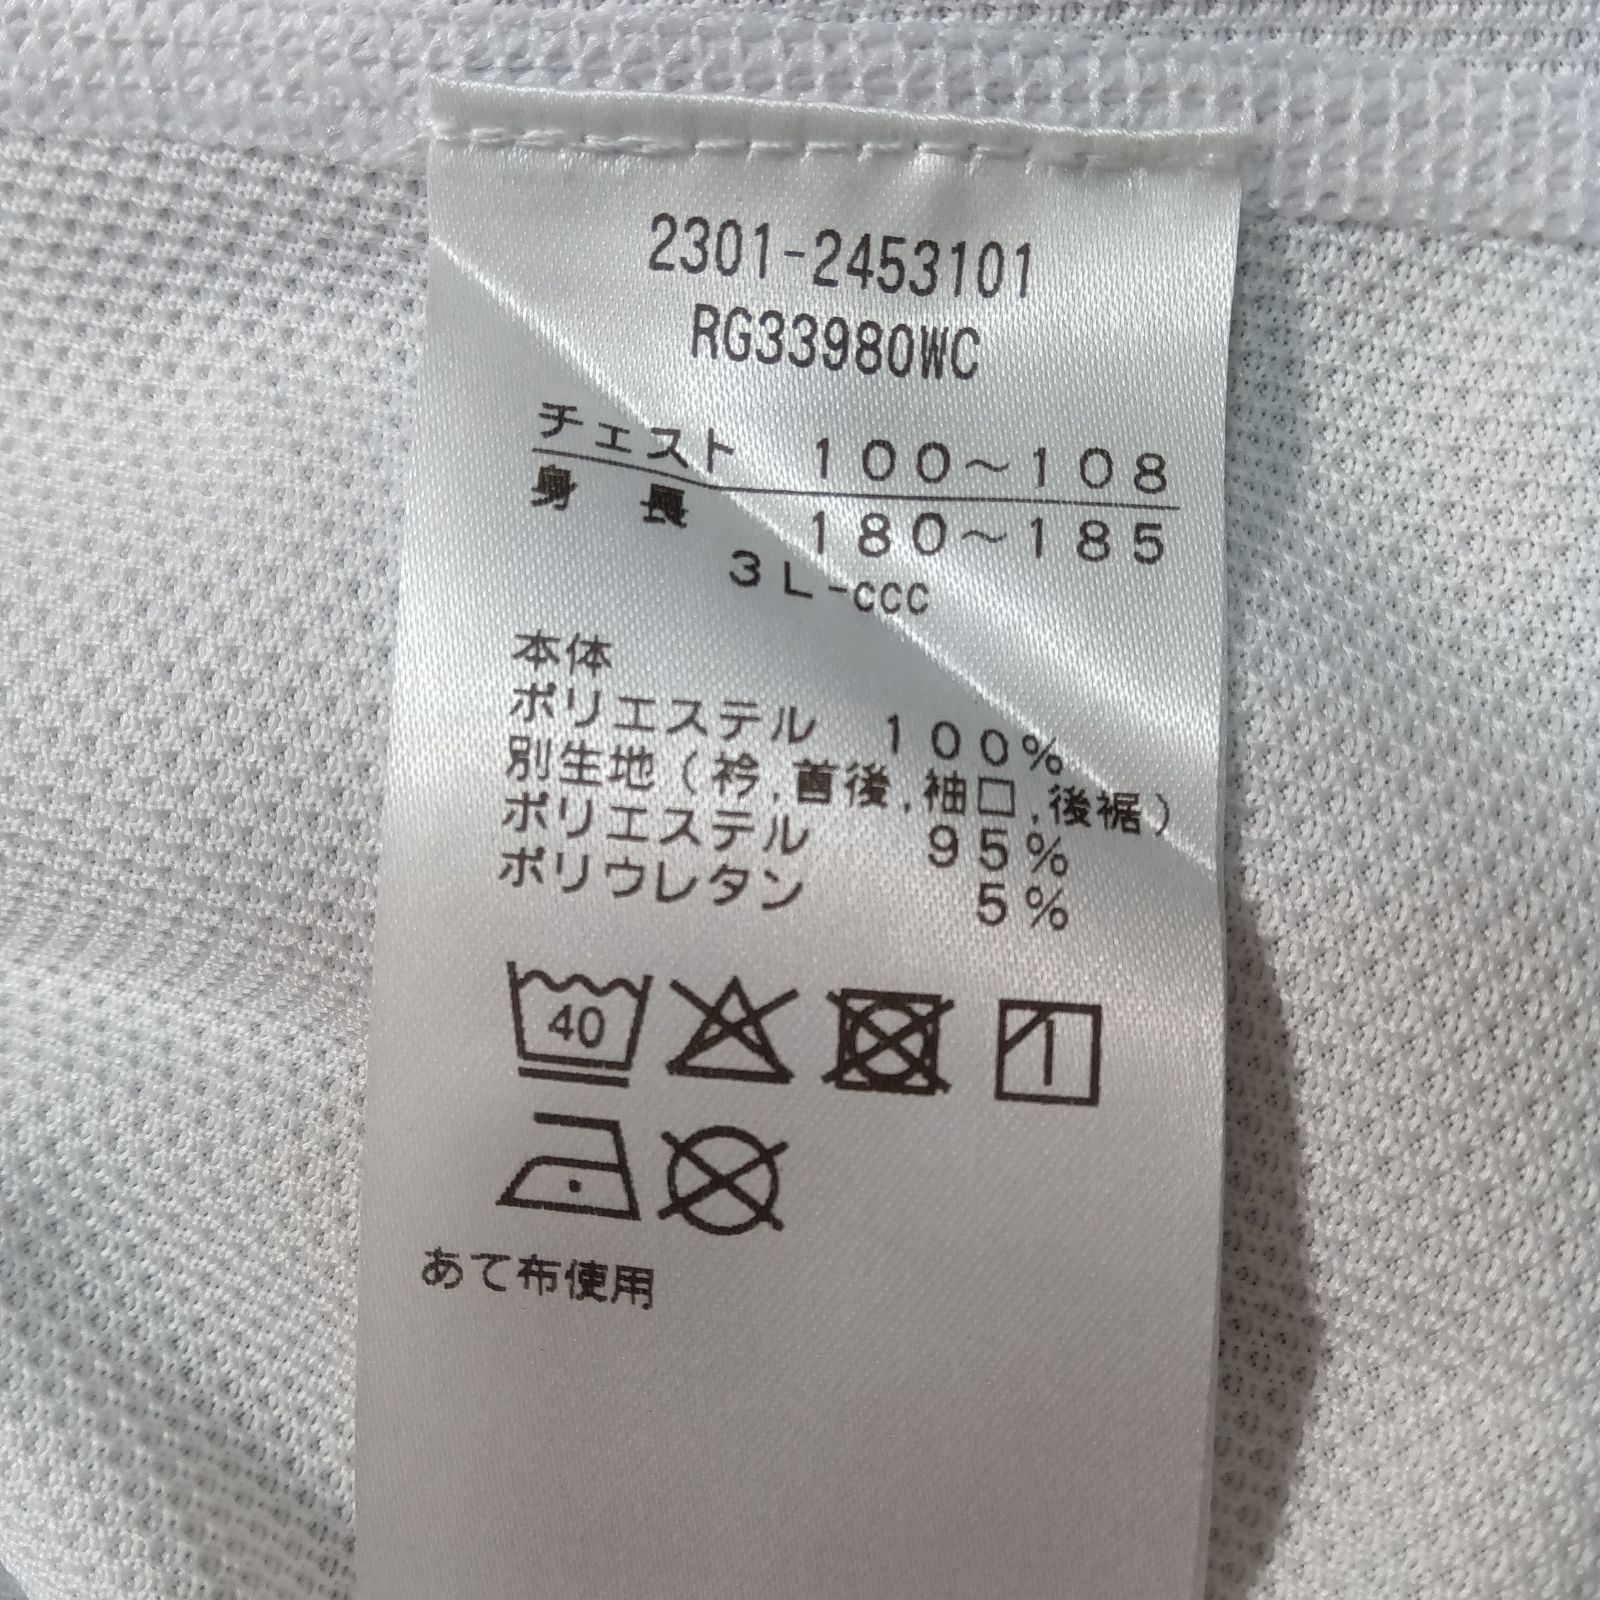 2301-2453101
RG33980WC
チェスト 100〜108
身長 180〜185
3L-CCC
本体
ポリエステル 100%
別生地(衿,首後,袖口,後裾)
ポリエステル 95%
ポリウレタン 5%
40
あて布使用